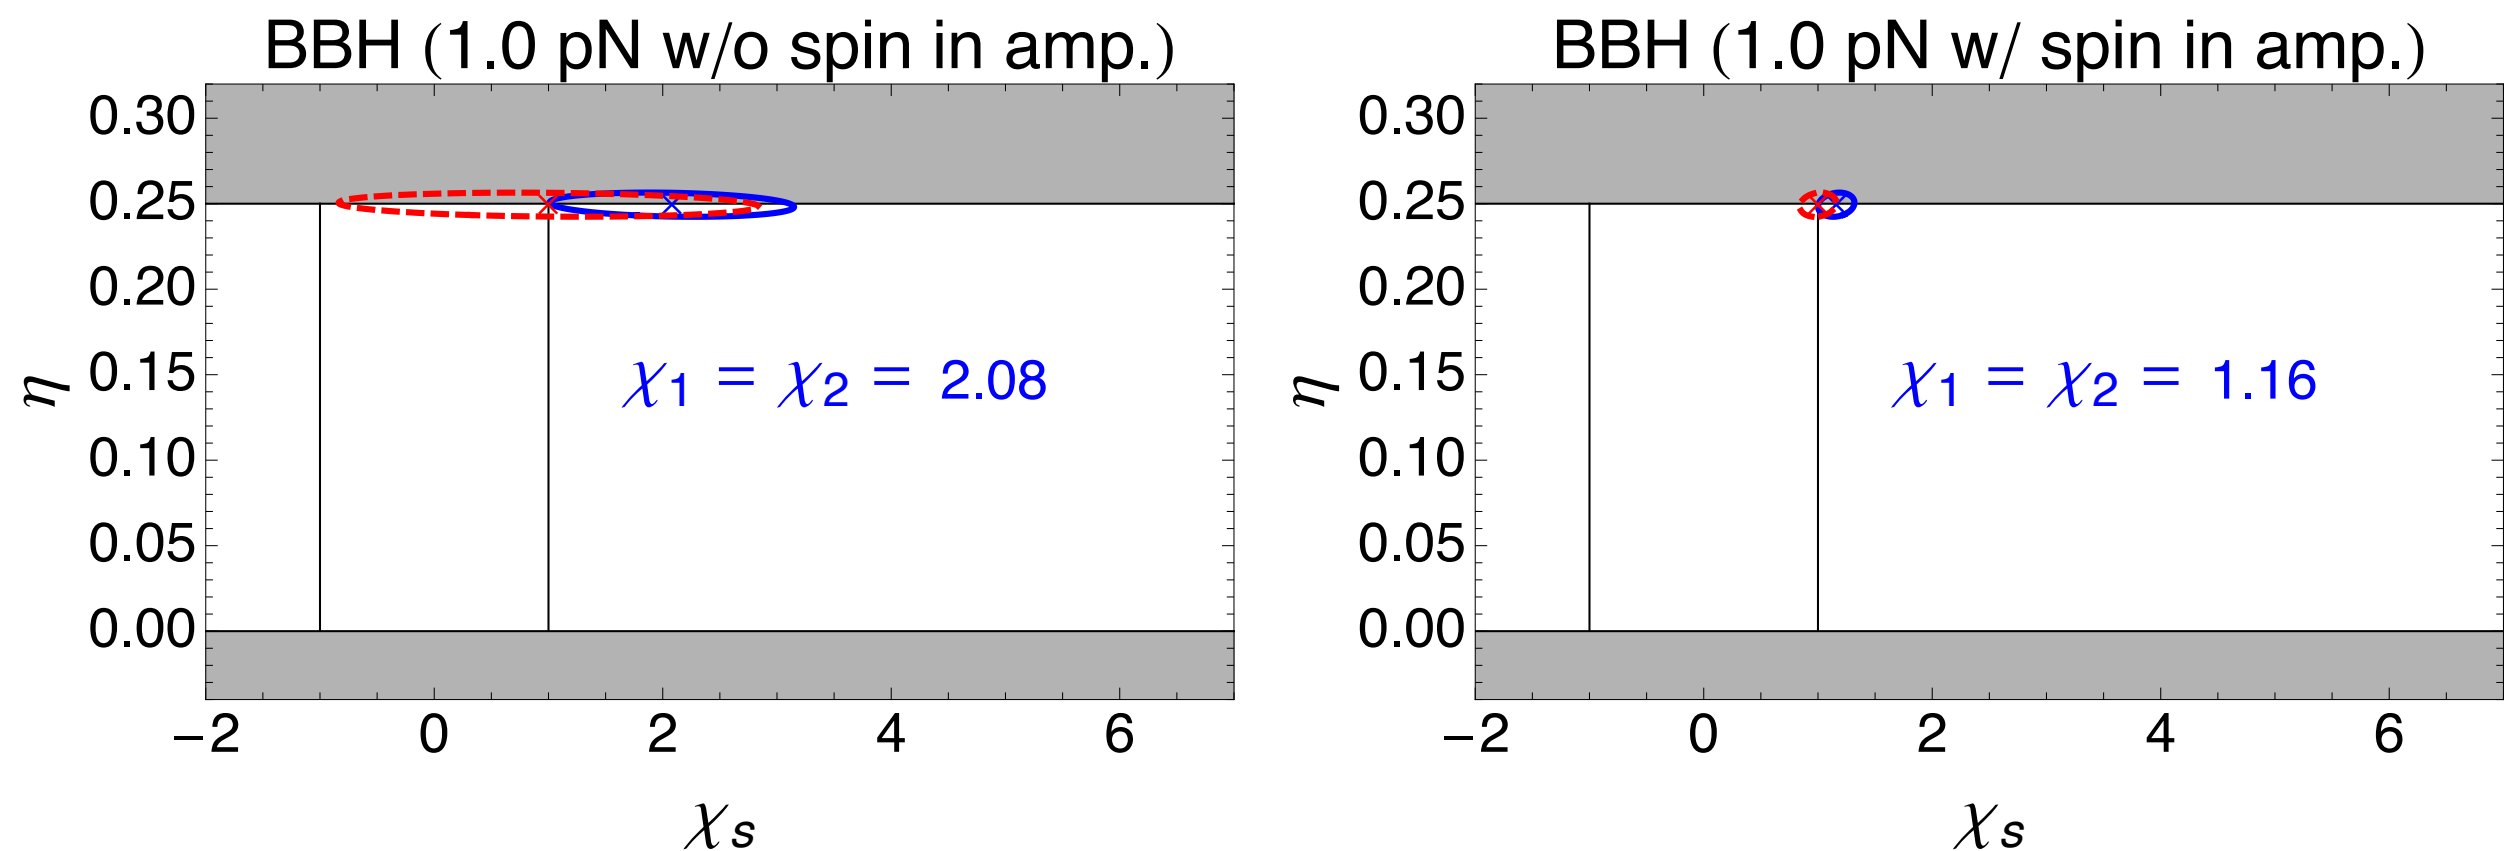 BBH (1.0 pN w/o spin in amp.)
0.30
0.25
0.20
0.15
0.10
0.05
0.00
η
χ1 = χ2 = 2.08
−2 0 2 4 6
χs
BBH (1.0 pN w/ spin in amp.)
0.30
0.25
0.20
0.15
0.10
0.05
0.00
η
χ1 = χ2 = 1.16
−2 0 2 4 6
χs